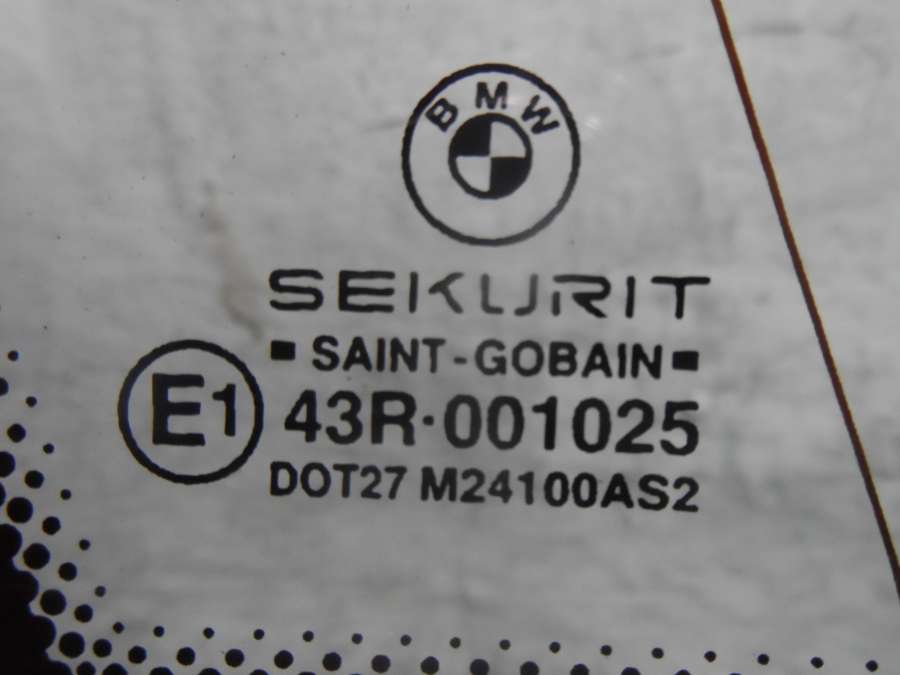 BMW
SEKURIT
▪ SAINT-GOBAIN ▪
E1 43R·001025
DOT27 M24100AS2